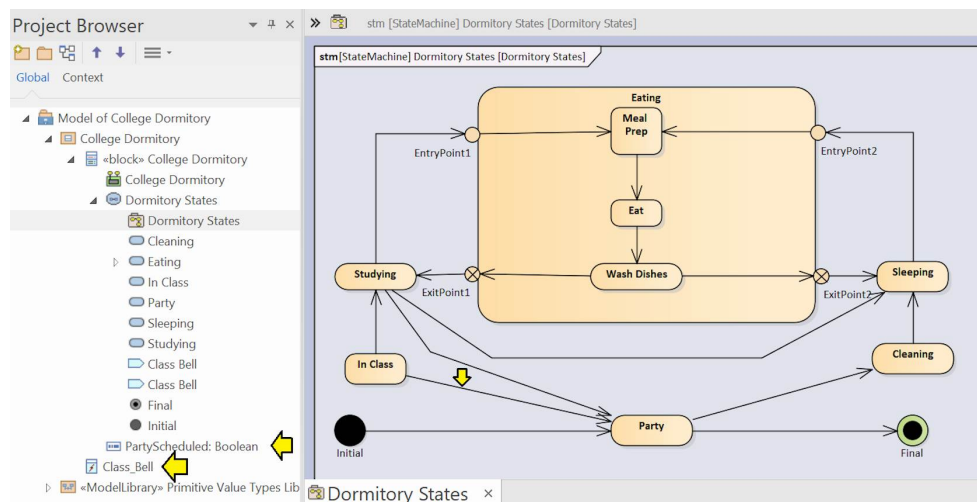 Project Browser
Global Context
Model of College Dormitory
College Dormitory
«block» College Dormitory
College Dormitory
Dormitory States
Dormitory States
Cleaning
Eating
In Class
Party
Sleeping
Studying
Class Bell
Class Bell
Final
Initial
PartyScheduled: Boolean
Class_Bell
«ModelLibrary» Primitive Value Types Lib
stm [StateMachine] Dormitory States [Dormitory States]
stm[StateMachine] Dormitory States [Dormitory States]
Eating
Meal
Prep
EntryPoint1
EntryPoint2
Eat
Studying
Wash Dishes
Sleeping
ExitPoint1
ExitPoint2
In Class
Cleaning
Party
Initial
Final
Dormitory States